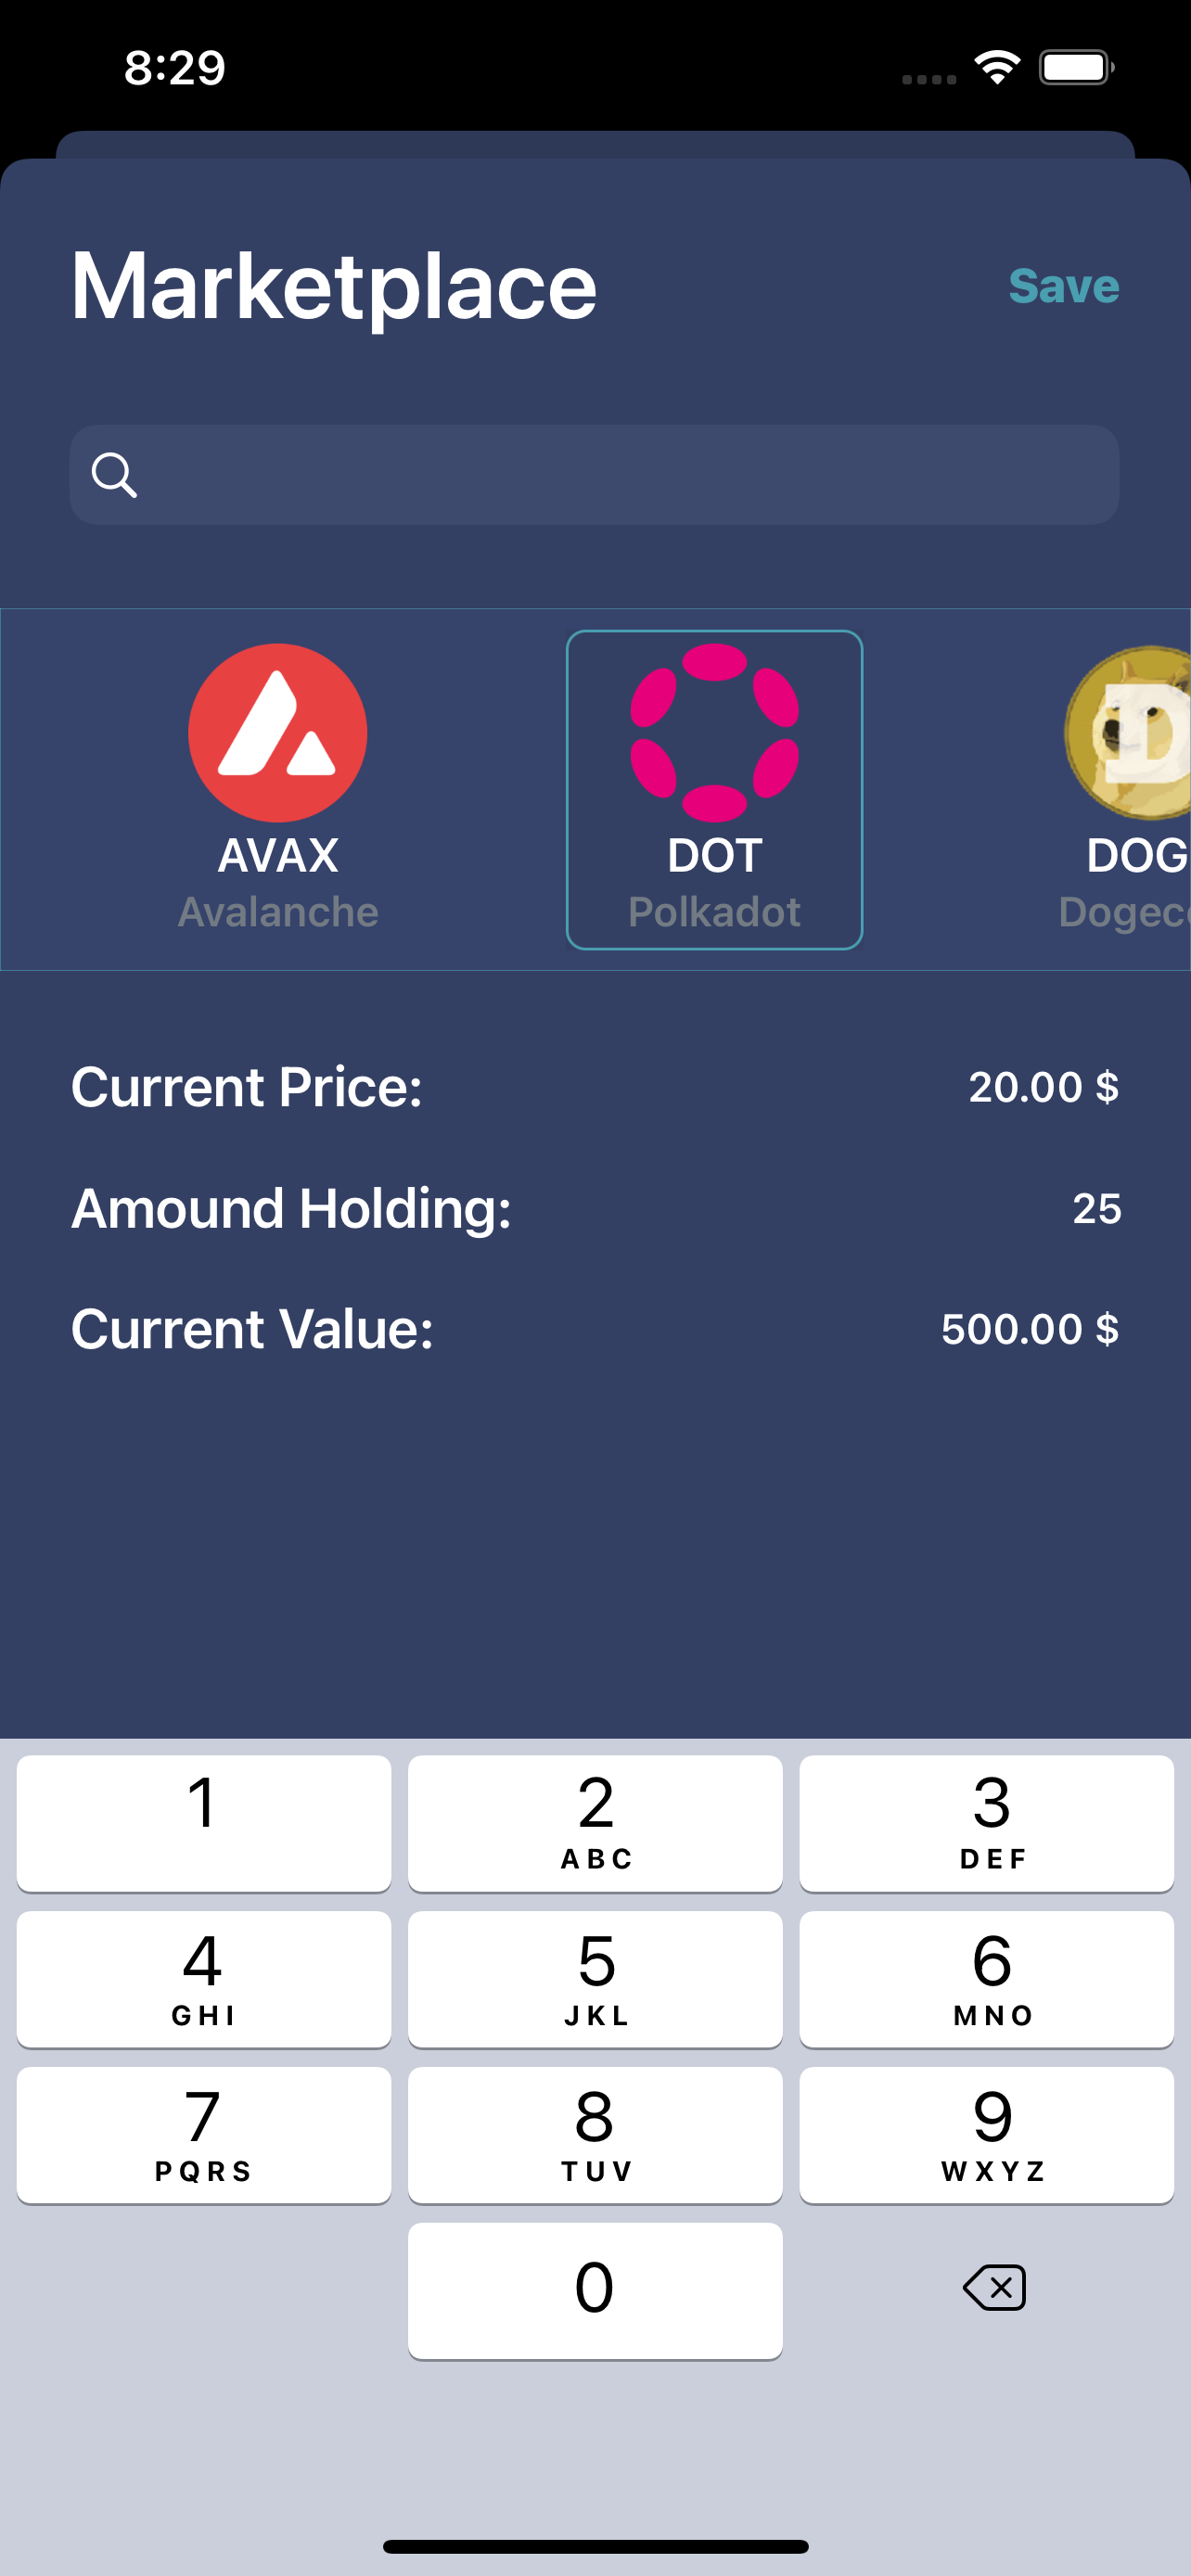 8:29
Marketplace
Save
AVAX
Avalanche
DOT
Polkadot
DOG
Dogec
Current Price: 20.00 $
Amound Holding: 25
Current Value: 500.00 $
1
2
ABC
3
DEF
4
GHI
5
JKL
6
MNO
7
PQRS
8
TUV
9
WXYZ
0